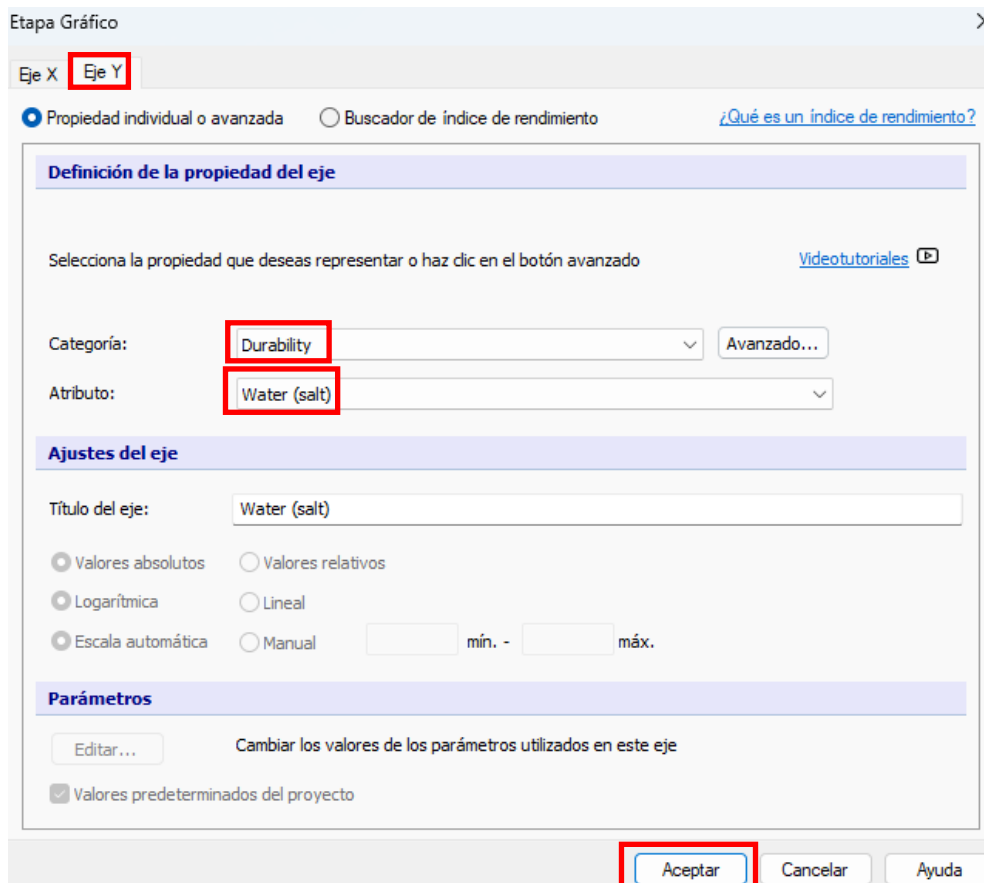 Etapa Gráfico
Eje X Eje Y
Propiedad individual o avanzada Buscador de índice de rendimiento ¿Qué es un índice de rendimiento?
Definición de la propiedad del eje
Selecciona la propiedad que deseas representar o haz clic en el botón avanzado Videotutoriales
Categoría: Durability Avanzado...
Atributo: Water (salt)
Ajustes del eje
Título del eje: Water (salt)
Valores absolutos Valores relativos
Logarítmica Lineal
Escala automática Manual mín. - máx.
Parámetros
Editar... Cambiar los valores de los parámetros utilizados en este eje
Valores predeterminados del proyecto
Aceptar Cancelar Ayuda